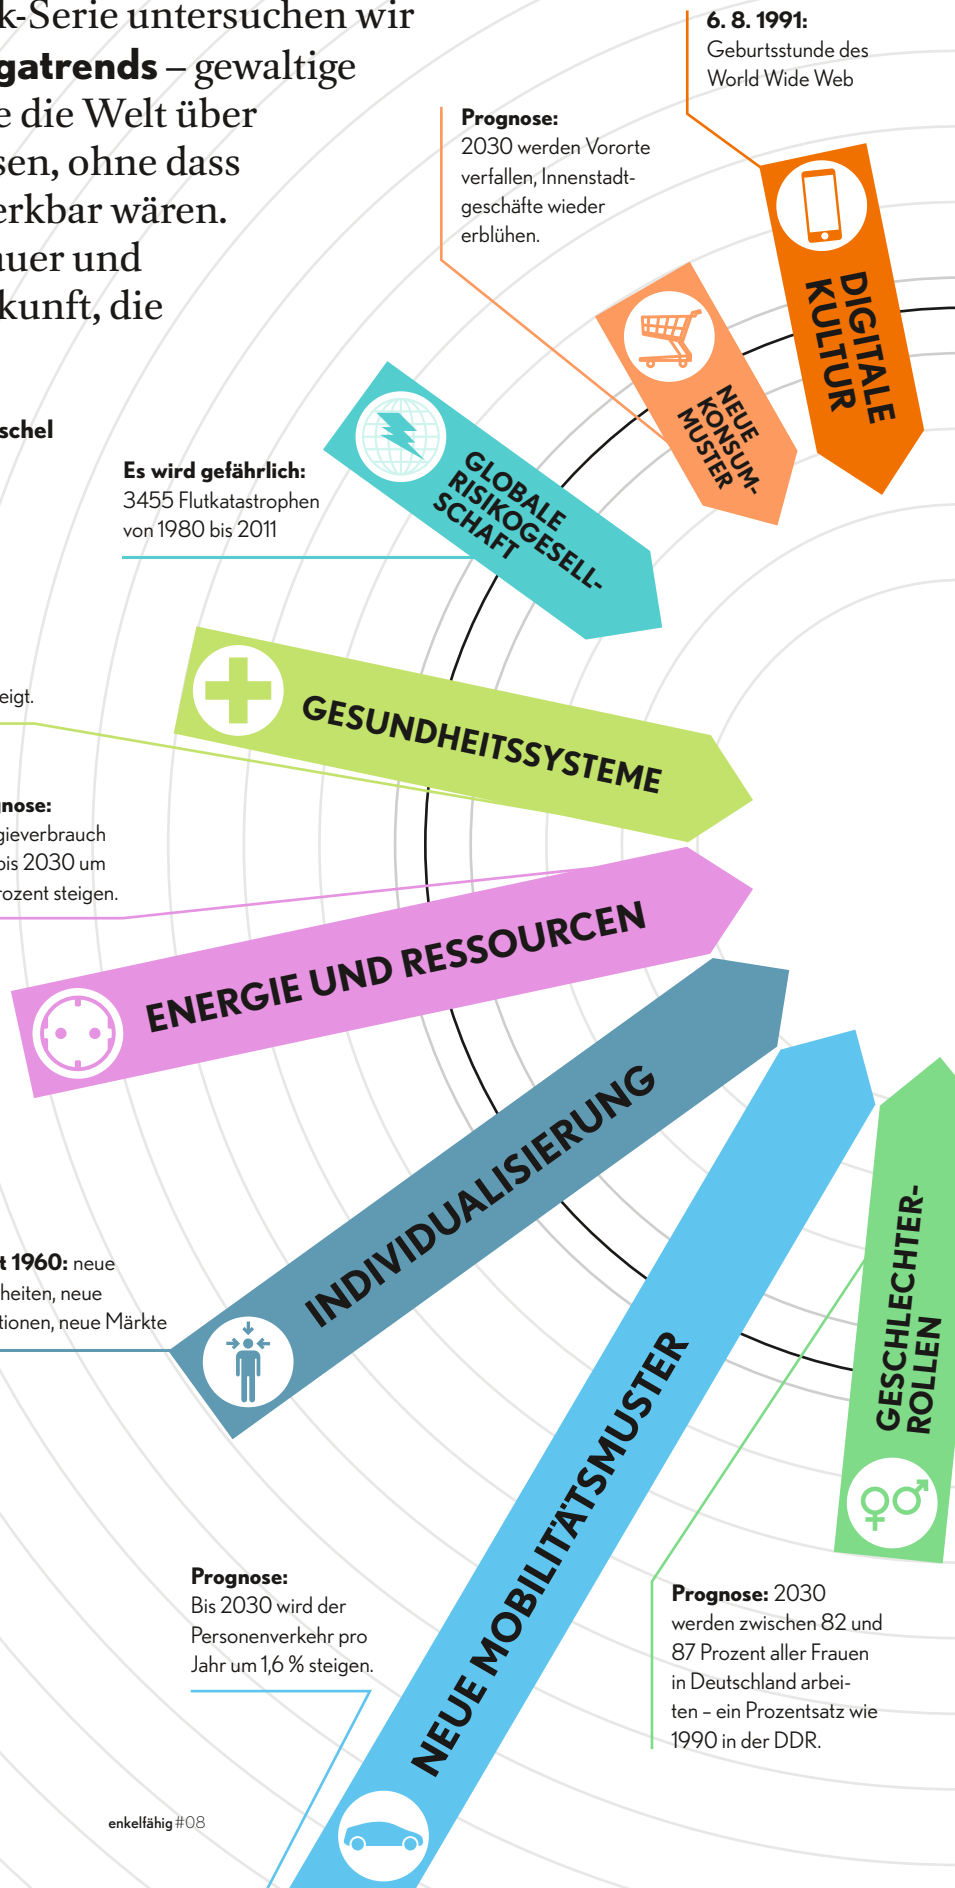 k-Serie untersuchen wir
gatrends – gewaltige
e die Welt über
sen, ohne dass
erkbar wären.
auer und
kunft, die
schel
6. 8. 1991:
Geburtsstunde des
World Wide Web
Prognose:
2030 werden Vororte
verfallen, Innenstadt-
geschäfte wieder
erblühen.
DIGITALE
KULTUR
NEUE
KONSUM-
MUSTER
Es wird gefährlich:
3455 Flutkatastrophen
von 1980 bis 2011
GLOBALE
RISIKOGESELL-
SCHAFT
eigt.
GESUNDHEITSSYSTEME
gnose:
gieverbrauch
bis 2030 um
rozent steigen.
ENERGIE UND RESSOURCEN
INDIVIDUALISIERUNG
t 1960: neue
heiten, neue
tionen, neue Märkte
NEUE MOBILITÄTSMUSTER
GESCHLECHTER-
ROLLEN
Prognose:
Bis 2030 wird der
Personenverkehr pro
Jahr um 1,6 % steigen.
Prognose: 2030
werden zwischen 82 und
87 Prozent aller Frauen
in Deutschland arbei-
ten – ein Prozentsatz wie
1990 in der DDR.
enkelfähig #08